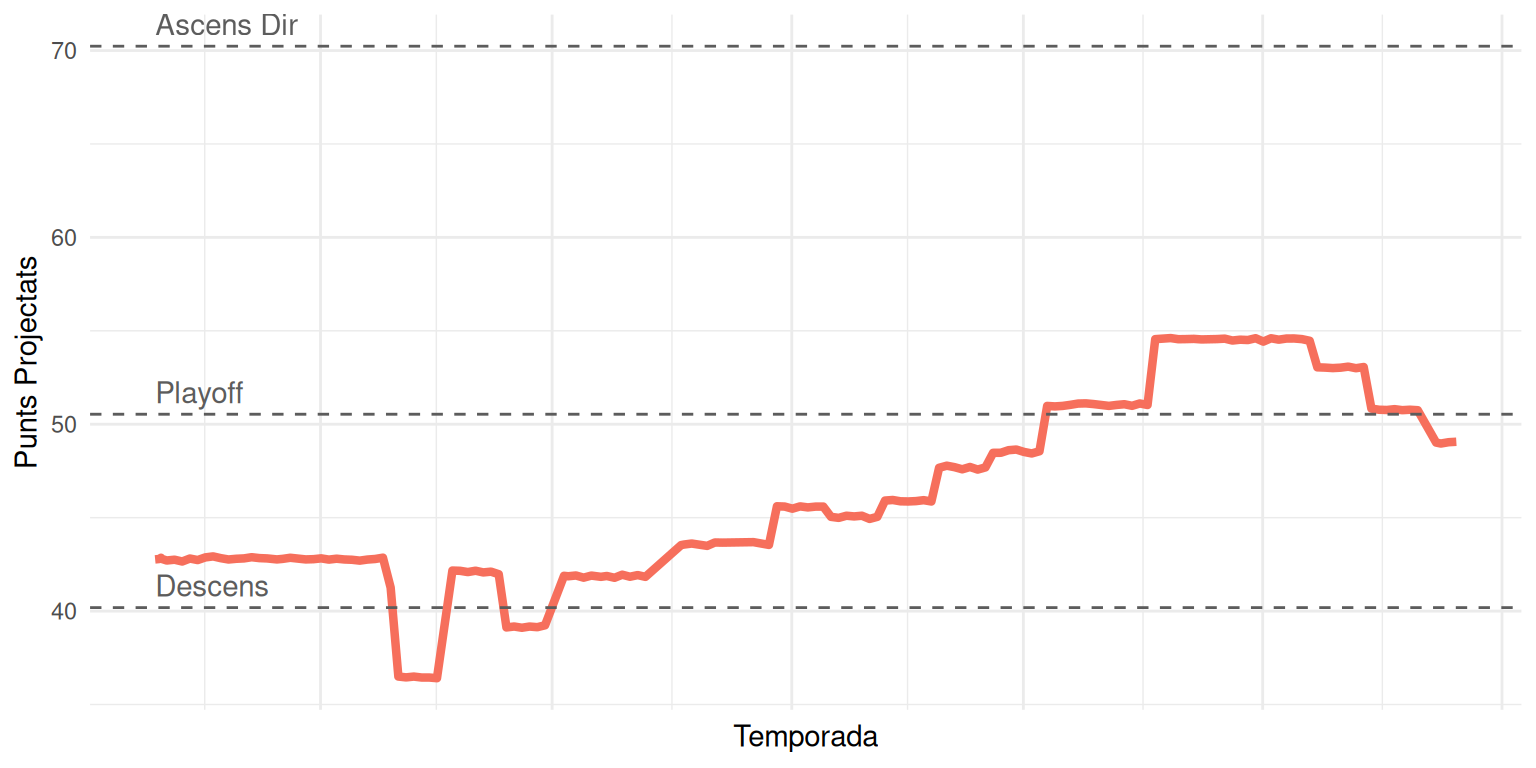 Ascens Dir
70
60
Punts Projectats
Playoff
50
Descens
40
Temporada